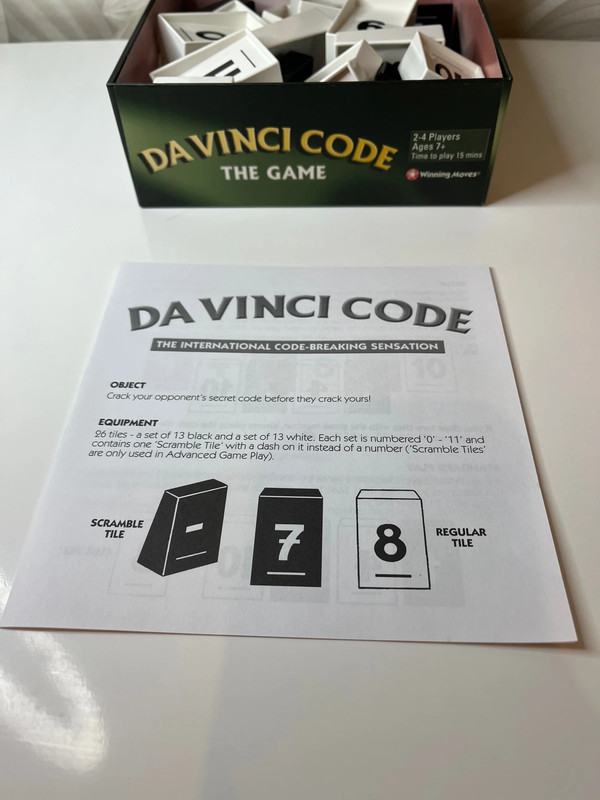 DA VINCI CODE
THE GAME
2-4 Players
Ages 7+
Time to play 15 mins
Winning Moves
DA VINCI CODE
THE INTERNATIONAL CODE-BREAKING SENSATION
OBJECT
Crack your opponent's secret code before they crack yours!
EQUIPMENT
26 tiles - a set of 13 black and a set of 13 white. Each set is numbered '0' - '11' and
contains one 'Scramble Tile' with a dash on it instead of a number ('Scramble Tiles'
are only used in Advanced Game Play).
SCRAMBLE
TILE
-
7
8
REGULAR
TILE